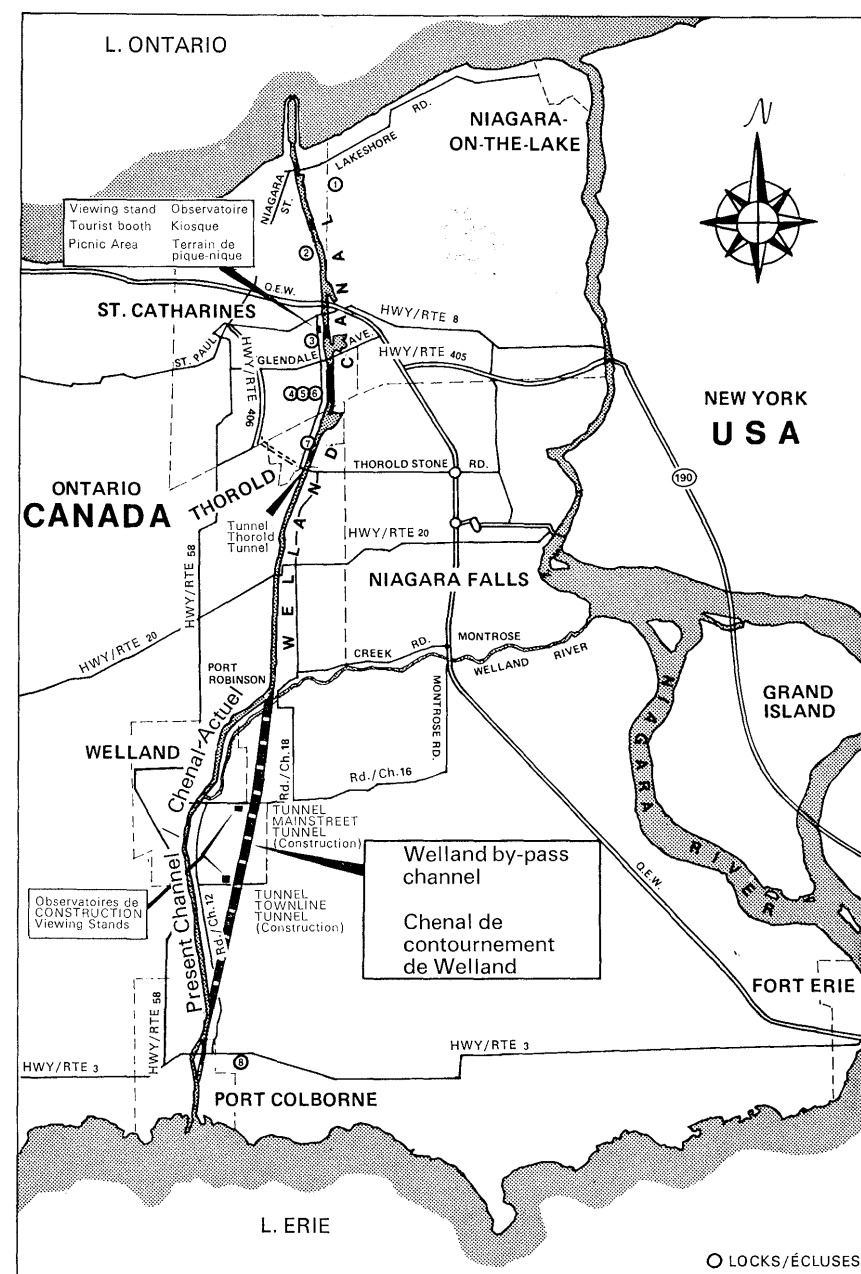 L. ONTARIO
N
NIAGARA-
ON-THE-LAKE
LAKESHORE RD.
NIAGARA
ST.
1
Viewing stand Observatoire
Tourist booth Kiosque
Picnic Area Terrain de
pique-nique
2
Q.E.W.
ST. CATHARINES
HWY/RTE 8
3
ST. PAUL
GLENDALE AVE.
HWY/RTE 405
HWY/RTE 406
4 5 6
NEW YORK
USA
7
THOROLD STONE RD.
190
ONTARIO
CANADA
THOROLD
Tunnel
Thorold
Tunnel
WELLAND CANAL
HWY/RTE 58
HWY/RTE 20
NIAGARA FALLS
HWY/RTE 20
CREEK RD.
MONTROSE
WELLAND RIVER
PORT
ROBINSON
MONTROSE RD.
GRAND
ISLAND
NIAGARA RIVER
WELLAND
Present Channel / Chenal-Actuel
Rd./Ch.18
Rd./Ch.16
TUNNEL
MAINSTREET
TUNNEL
(Construction)
Welland by-pass
channel
Chenal de
contournement
de Welland
Q.E.W.
Observatoires de
CONSTRUCTION
Viewing Stands
TUNNEL
TOWNLINE
TUNNEL
(Construction)
Rd./Ch.12
FORT ERIE
HWY/RTE 58
HWY/RTE 3
HWY/RTE 3
8
PORT COLBORNE
L. ERIE
LOCKS/ÉCLUSES